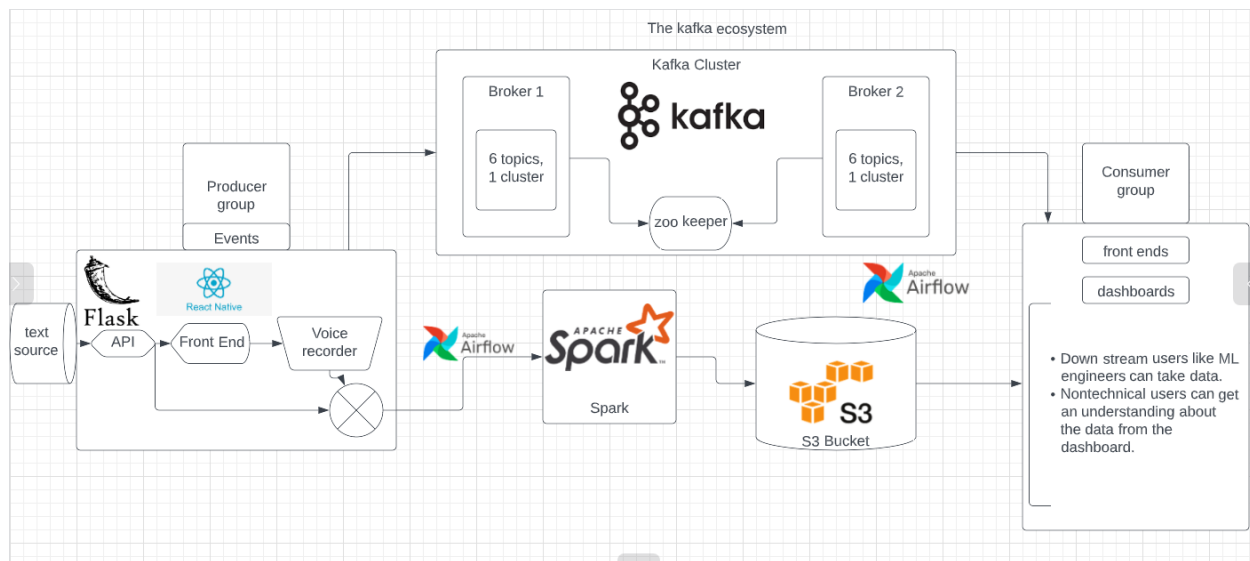 The kafka ecosystem
Kafka Cluster
Broker 1
6 topics,
1 cluster
kafka
Broker 2
6 topics,
1 cluster
zoo keeper
Producer
group
Events
Consumer
group
front ends
dashboards
Flask
React Native
text
source
API
Front End
Voice
recorder
Apache
Airflow
APACHE
Spark
Spark
Apache
Airflow
S3
S3 Bucket
• Down stream users like ML
engineers can take data.
• Nontechnical users can get
an understanding about
the data from the
dashboard.